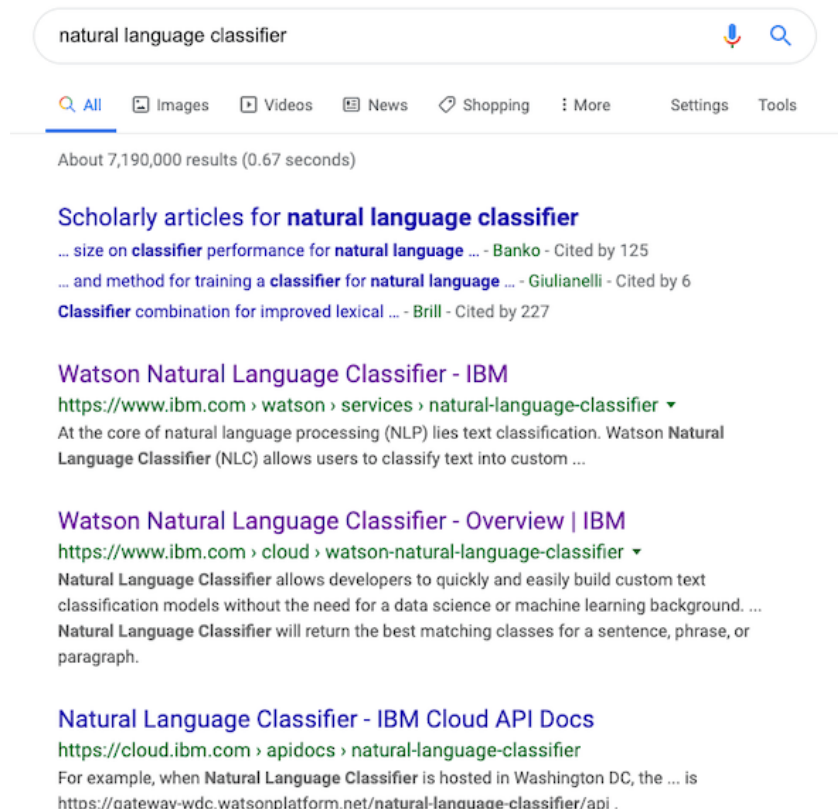 natural language classifier
All Images Videos News Shopping More Settings Tools
About 7,190,000 results (0.67 seconds)
Scholarly articles for natural language classifier
... size on classifier performance for natural language ... - Banko - Cited by 125
... and method for training a classifier for natural language ... - Giulianelli - Cited by 6
Classifier combination for improved lexical ... - Brill - Cited by 227
Watson Natural Language Classifier - IBM
https://www.ibm.com › watson › services › natural-language-classifier
At the core of natural language processing (NLP) lies text classification. Watson Natural
Language Classifier (NLC) allows users to classify text into custom ...
Watson Natural Language Classifier - Overview | IBM
https://www.ibm.com › cloud › watson-natural-language-classifier
Natural Language Classifier allows developers to quickly and easily build custom text
classification models without the need for a data science or machine learning background. ...
Natural Language Classifier will return the best matching classes for a sentence, phrase, or
paragraph.
Natural Language Classifier - IBM Cloud API Docs
https://cloud.ibm.com › apidocs › natural-language-classifier
For example, when Natural Language Classifier is hosted in Washington DC, the ... is
https://gateway-wdc.watsonplatform.net/natural-language-classifier/api .